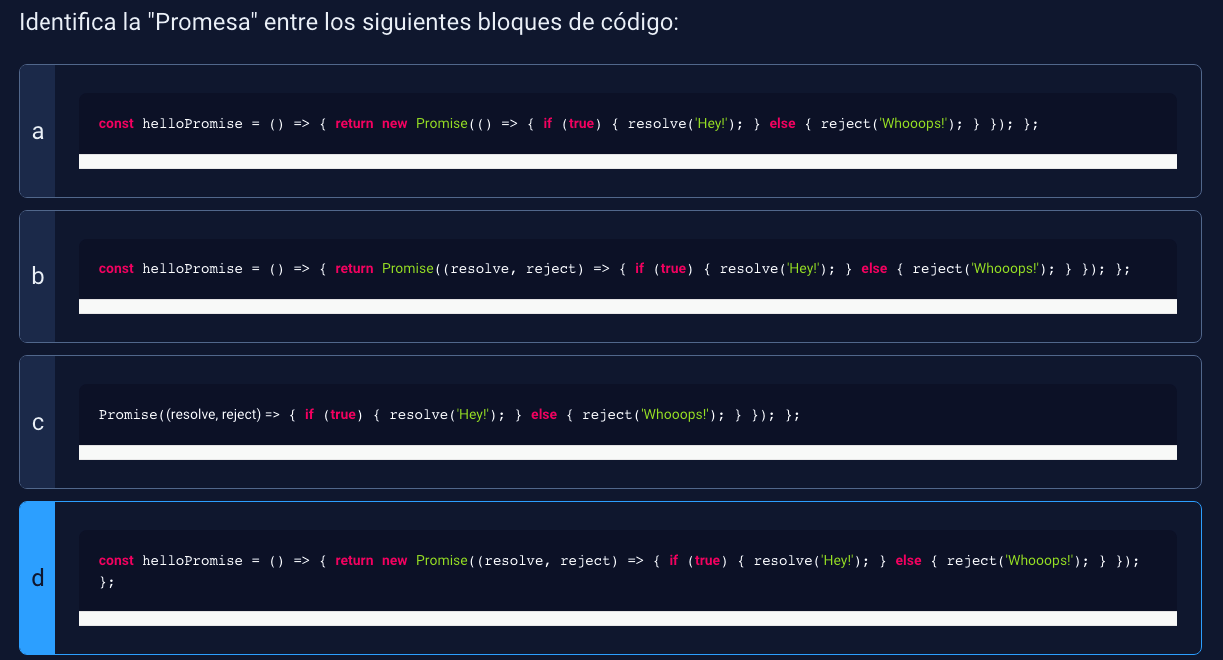 Identifica la "Promesa" entre los siguientes bloques de código:
a
const helloPromise = () => { return new Promise(() => { if (true) { resolve('Hey!'); } else { reject('Whooops!'); } }); };
b
const helloPromise = () => { return Promise((resolve, reject) => { if (true) { resolve('Hey!'); } else { reject('Whooops!'); } }); };
c
Promise((resolve, reject) => { if (true) { resolve('Hey!'); } else { reject('Whooops!'); } }); };
d
const helloPromise = () => { return new Promise((resolve, reject) => { if (true) { resolve('Hey!'); } else { reject('Whooops!'); } });
};